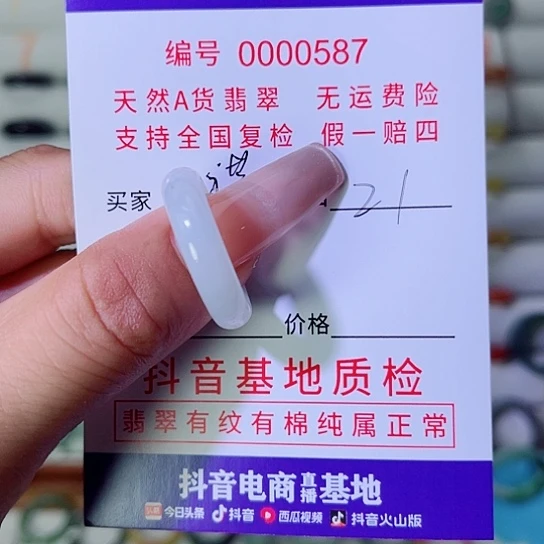 编号 0000587
天然A货翡翠 无运费险
支持全国复检 假一赔四
买家 21
价格
抖音基地质检
翡翠有纹有棉纯属正常
抖音电商直播基地
头条 今日头条 抖音 西瓜视频 抖音火山版